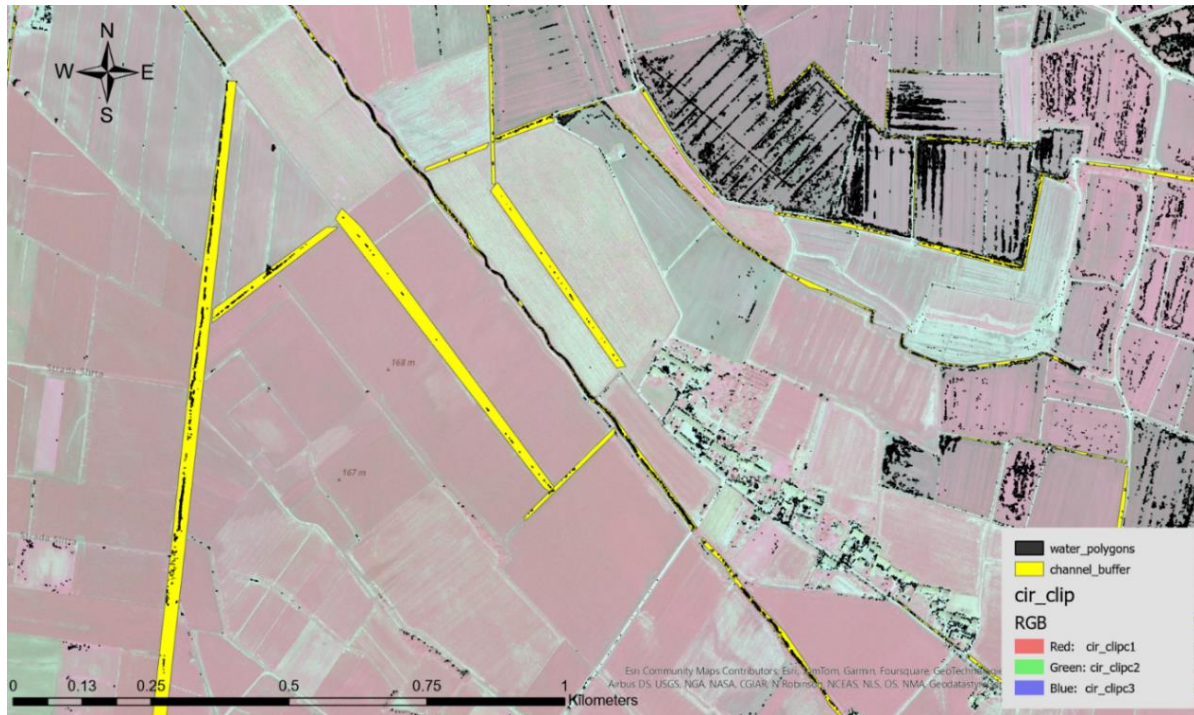 N
W E
S
168 m
167 m
water_polygons
channel_buffer
cir_clip
RGB
Red: cir_clipc1
Green: cir_clipc2
Blue: cir_clipc3
Esri Community Maps Contributors, Esri, TomTom, Garmin, Foursquare, GeoTechnologie
Airbus DS, USGS, NGA, NASA, CGIAR, N Robinson, NCEAS, NLS, OS, NMA, Geodatasty
0 0.13 0.25 0.5 0.75 1
Kilometers